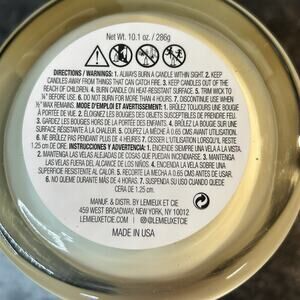 Net Wt. 10.1 oz. / 286g
DIRECTIONS / WARNINGS: 1. ALWAYS BURN A CANDLE WITHIN SIGHT. 2. KEEP
CANDLES AWAY FROM THINGS THAT CAN CATCH FIRE. 3. KEEP CANDLES OUT OF THE
REACH OF CHILDREN. 4. BURN CANDLE ON HEAT-RESISTANT SURFACE. 5. TRIM WICK TO
¼" BEFORE USE. 6. DO NOT BURN FOR MORE THAN 4 HOURS. 7. DISCONTINUE USE WHEN
½" WAX REMAINS. MODE D'EMPLOI ET AVERTISSEMENT: 1. BRÛLEZ TOUJOURS UNE BOUGIE
À PORTÉE DE VUE. 2. ÉLOIGNEZ LES BOUGIES DES OBJETS SUSCEPTIBLES DE PRENDRE FEU.
3. GARDEZ LES BOUGIES HORS DE LA PORTÉE DES ENFANTS. 4. BRÛLEZ LA BOUGIE SUR UNE
SURFACE RÉSISTANTE À LA CHALEUR. 5. COUPEZ LA MÈCHE À 0.65 CMS AVANT UTILISATION.
6. NE BRÛLEZ PAS PENDANT PLUS DE 4 HEURES. 7. CESSER L'UTILISATION LORSQU'IL RESTE
1.25 cm DE CIRE. INSTRUCCIONES Y ADVERTENCIA: 1. ENCIENDE SIEMPRE UNA VELA A LA VISTA.
2. MANTENGA LAS VELAS ALEJADAS DE COSAS QUE PUEDAN INCENDIARSE. 3. MANTENGA
LAS VELAS FUERA DEL ALCANCE DE LOS NIÑOS. 4. ENCIENDA LA VELA SOBRE UNA
SUPERFICIE RESISTENTE AL CALOR. 5. RECORTE LA MECHA A 0.65 CMS ANTES DE USAR.
6. NO QUEME DURANTE MÁS DE 4 HORAS. 7. SUSPENDA SU USO CUANDO QUEDE
CERA DE 1.25 cm.
MANUF. & DISTR. BY LEMIEUX ET CIE
459 WEST BROADWAY, NEW YORK, NY 10012
LEMIEUXETCIE.COM @LEMIEUXETCIE
MADE IN USA